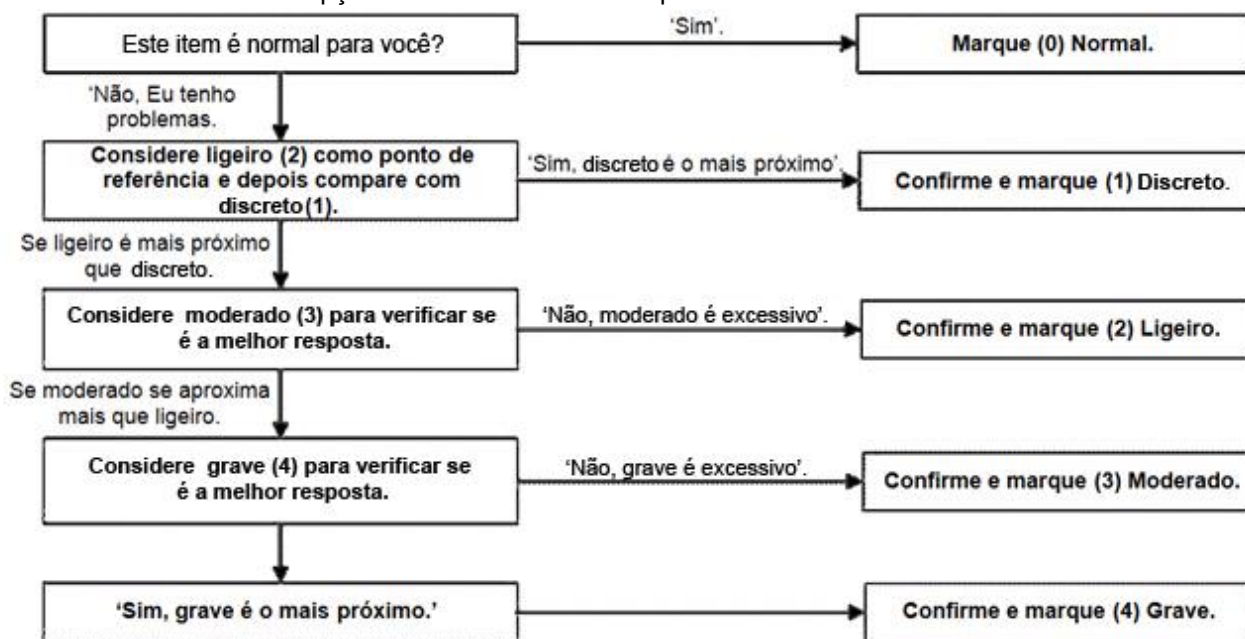 Este item é normal para você?
‘Sim’.
Marque (0) Normal.
‘Não, Eu tenho
problemas.
Considere ligeiro (2) como ponto de
referência e depois compare com
discreto(1).
‘Sim, discreto é o mais próximo’.
Confirme e marque (1) Discreto.
Se ligeiro é mais próximo
que discreto.
Considere moderado (3) para verificar se
é a melhor resposta.
‘Não, moderado é excessivo’.
Confirme e marque (2) Ligeiro.
Se moderado se aproxima
mais que ligeiro.
Considere grave (4) para verificar se
é a melhor resposta.
‘Não, grave é excessivo’.
Confirme e marque (3) Moderado.
‘Sim, grave é o mais próximo.’
Confirme e marque (4) Grave.